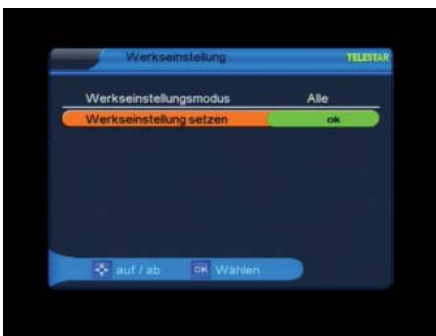 Werkseinstellung TELESTAR
Werkseinstellungsmodus Alle
Werkseinstellung setzen ok
auf / ab OK Wählen